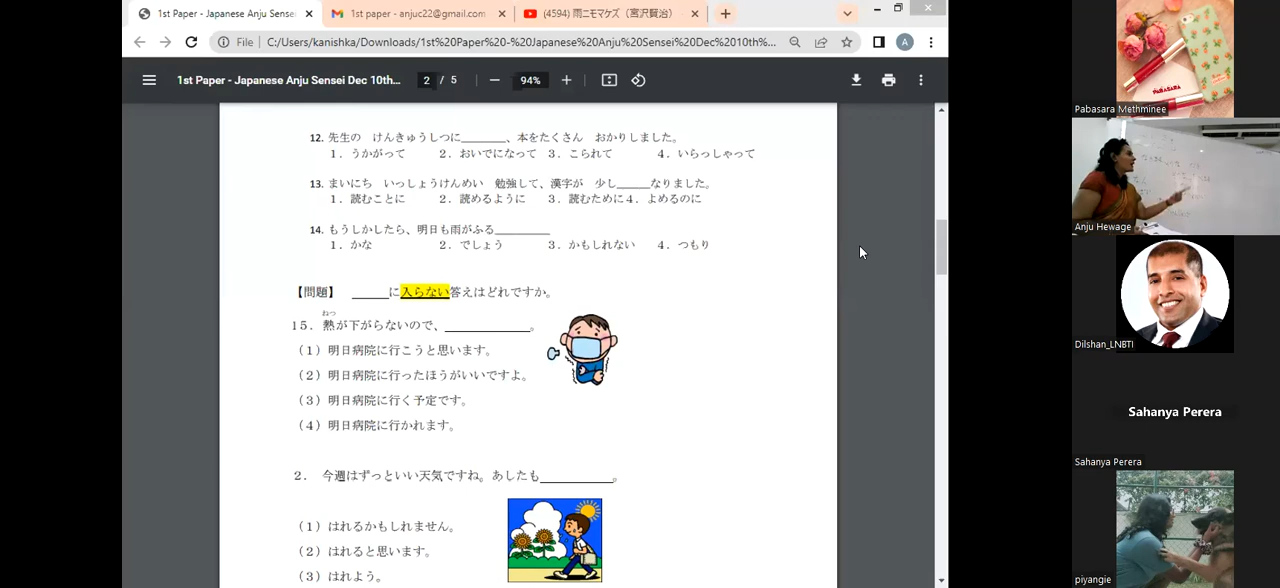 1st Paper - Japanese Anju Sensei
1st paper - anjuc22@gmail.com
(4594) 雨ニモマケズ（宮沢賢治）
File | C:/Users/kanishka/Downloads/1st%20Paper%20-%20Japanese%20Anju%20Sensei%20Dec%2010th%...
A
1st Paper - Japanese Anju Sensei Dec 10th...
2 / 5
94%
12. 先生の けんきゅうしつに______、本をたくさん おかりしました。
1．うかがって 2．おいでになって 3．こられて 4．いらっしゃって
13. まいにち いっしょうけんめい 勉強して、漢字が 少し_____なりました。
1．読むことに 2．読めるように 3．読むために 4．よめるのに
14. もうしかしたら、明日も雨がふる________
1．かな 2．でしょう 3．かもしれない 4．つもり
【問題】 _____に入らない答えはどれですか。
ねつ
15．熱が下がらないので、____________。
（1）明日病院に行こうと思います。
（2）明日病院に行ったほうがいいですよ。
（3）明日病院に行く予定です。
（4）明日病院に行かれます。
2． 今週はずっといい天気ですね。あしたも__________。
（1）はれるかもしれません。
（2）はれると思います。
（3）はれよう。
PABASARA
Pabasara Methminee
Anju Hewage
Dilshan_LNBTI
Sahanya Perera
Sahanya Perera
piyangie